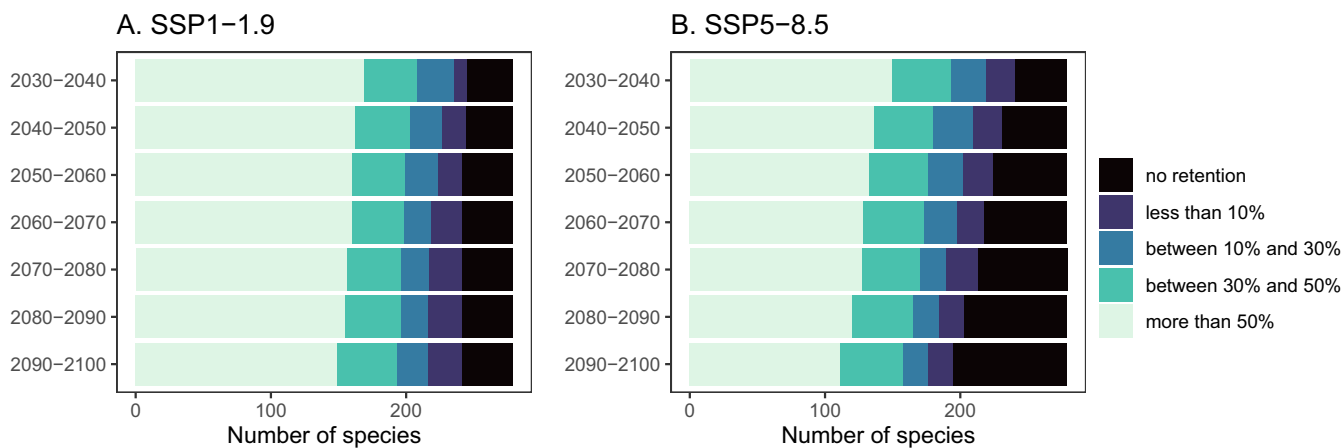 A. SSP1−1.9
2030−2040
2040−2050
2050−2060
2060−2070
2070−2080
2080−2090
2090−2100
0
100
200
Number of species
B. SSP5−8.5
2030−2040
2040−2050
2050−2060
2060−2070
2070−2080
2080−2090
2090−2100
0
100
200
Number of species
no retention
less than 10%
between 10% and 30%
between 30% and 50%
more than 50%